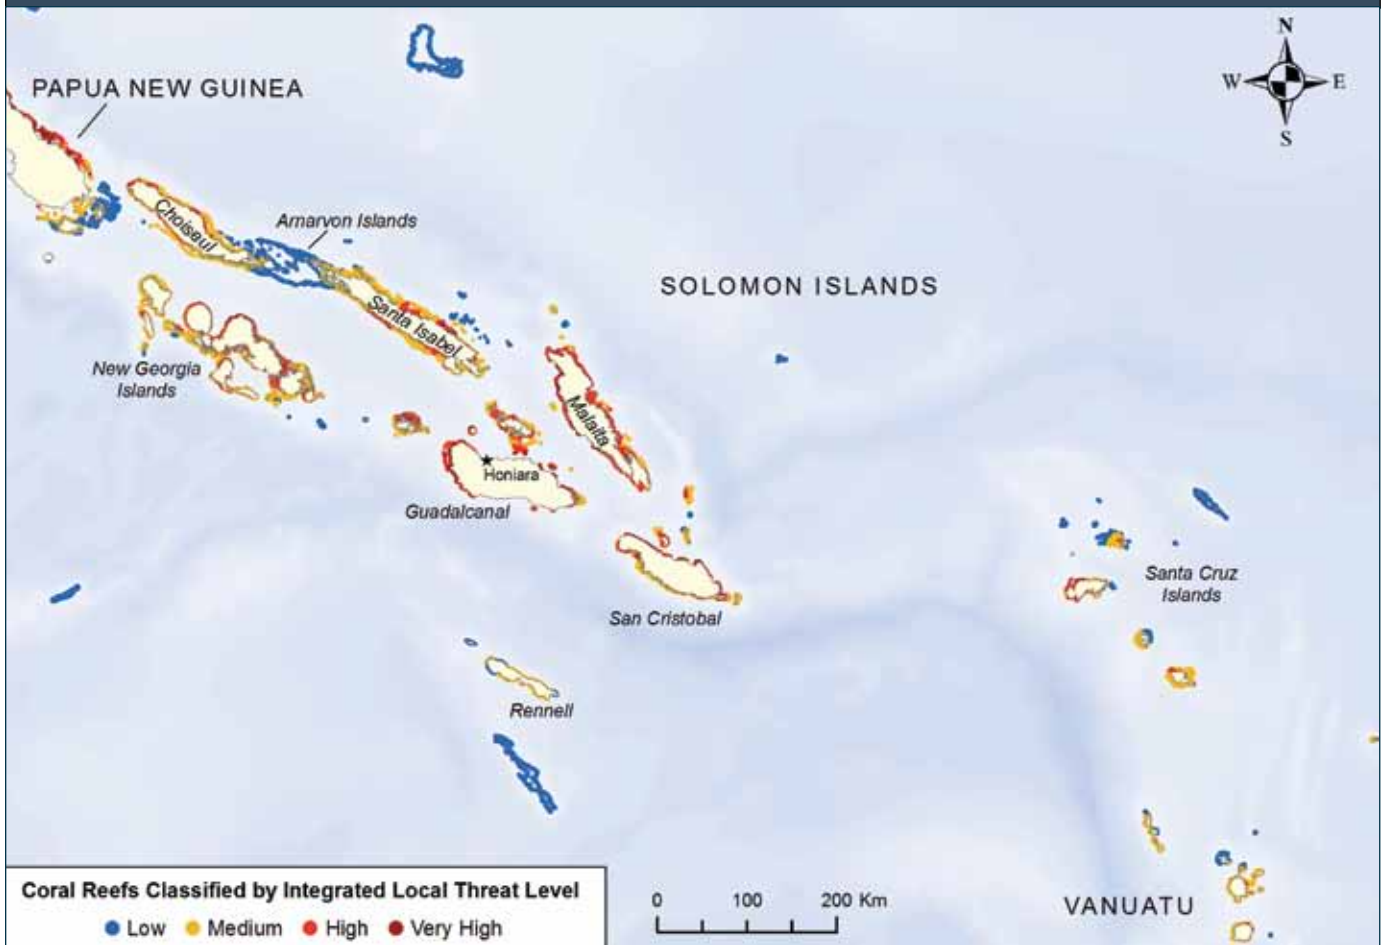 N
W E
S
PAPUA NEW GUINEA
Choiseul
Arnarvon Islands
SOLOMON ISLANDS
Santa Isabel
New Georgia
Islands
Malaita
Honiara
Guadalcanal
Santa Cruz
Islands
San Cristobal
Rennell
VANUATU
Coral Reefs Classified by Integrated Local Threat Level
Low Medium High Very High
0 100 200 Km